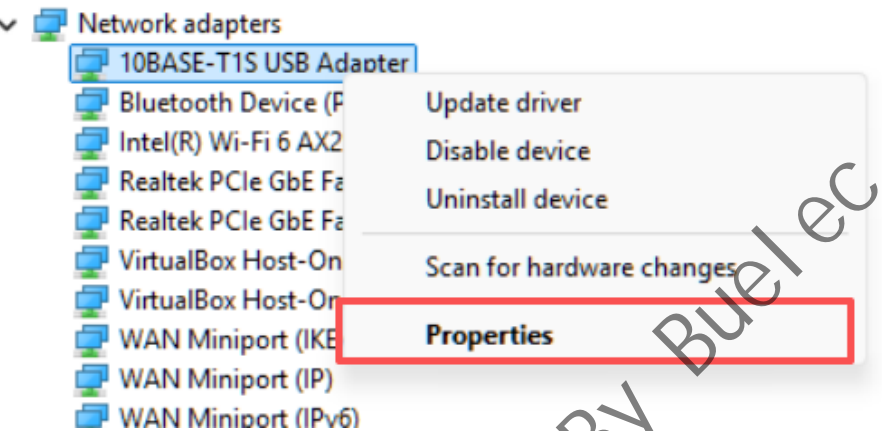 Network adapters
10BASE-T1S USB Adapter
Bluetooth Device (P
Intel(R) Wi-Fi 6 AX2
Realtek PCIe GbE Fa
Realtek PCIe GbE Fa
VirtualBox Host-On
VirtualBox Host-On
WAN Miniport (IKE
WAN Miniport (IP)
WAN Miniport (IPv6)
Update driver
Disable device
Uninstall device
Scan for hardware changes
Properties
By Buelec